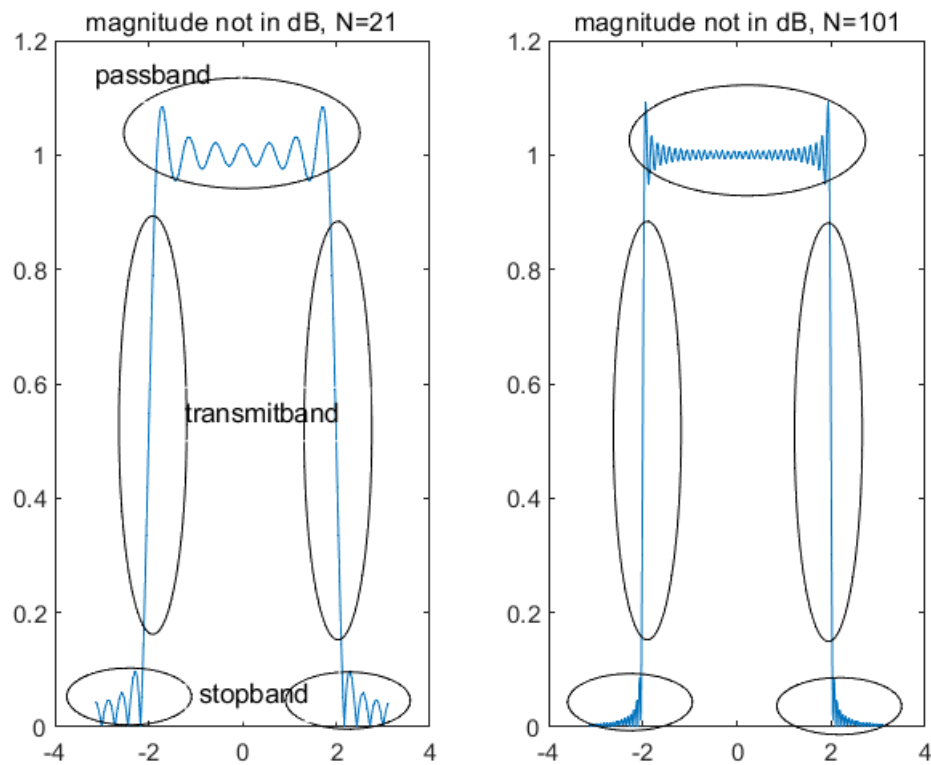 magnitude not in dB, N=21
1.2
passband
1
0.8
0.6
transmitband
0.4
0.2
stopband
0
-4 -2 0 2 4
magnitude not in dB, N=101
1.2
1
0.8
0.6
0.4
0.2
0
-4 -2 0 2 4